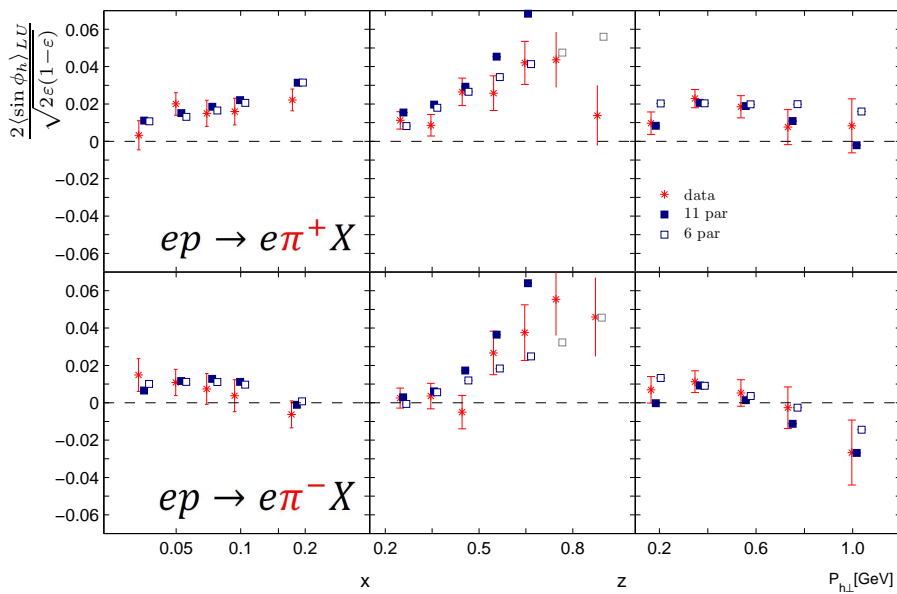 2⟨sin ϕₕ⟩_LU / √2ε(1−ε)
0.06
0.04
0.02
0
−0.02
−0.04
−0.06
data
11 par
6 par
ep → eπ⁺X
0.06
0.04
0.02
0
−0.02
−0.04
−0.06
ep → eπ⁻X
0.05 0.1 0.2 0.2 0.5 0.8 0.2 0.6 1.0
x z P_h⊥[GeV]